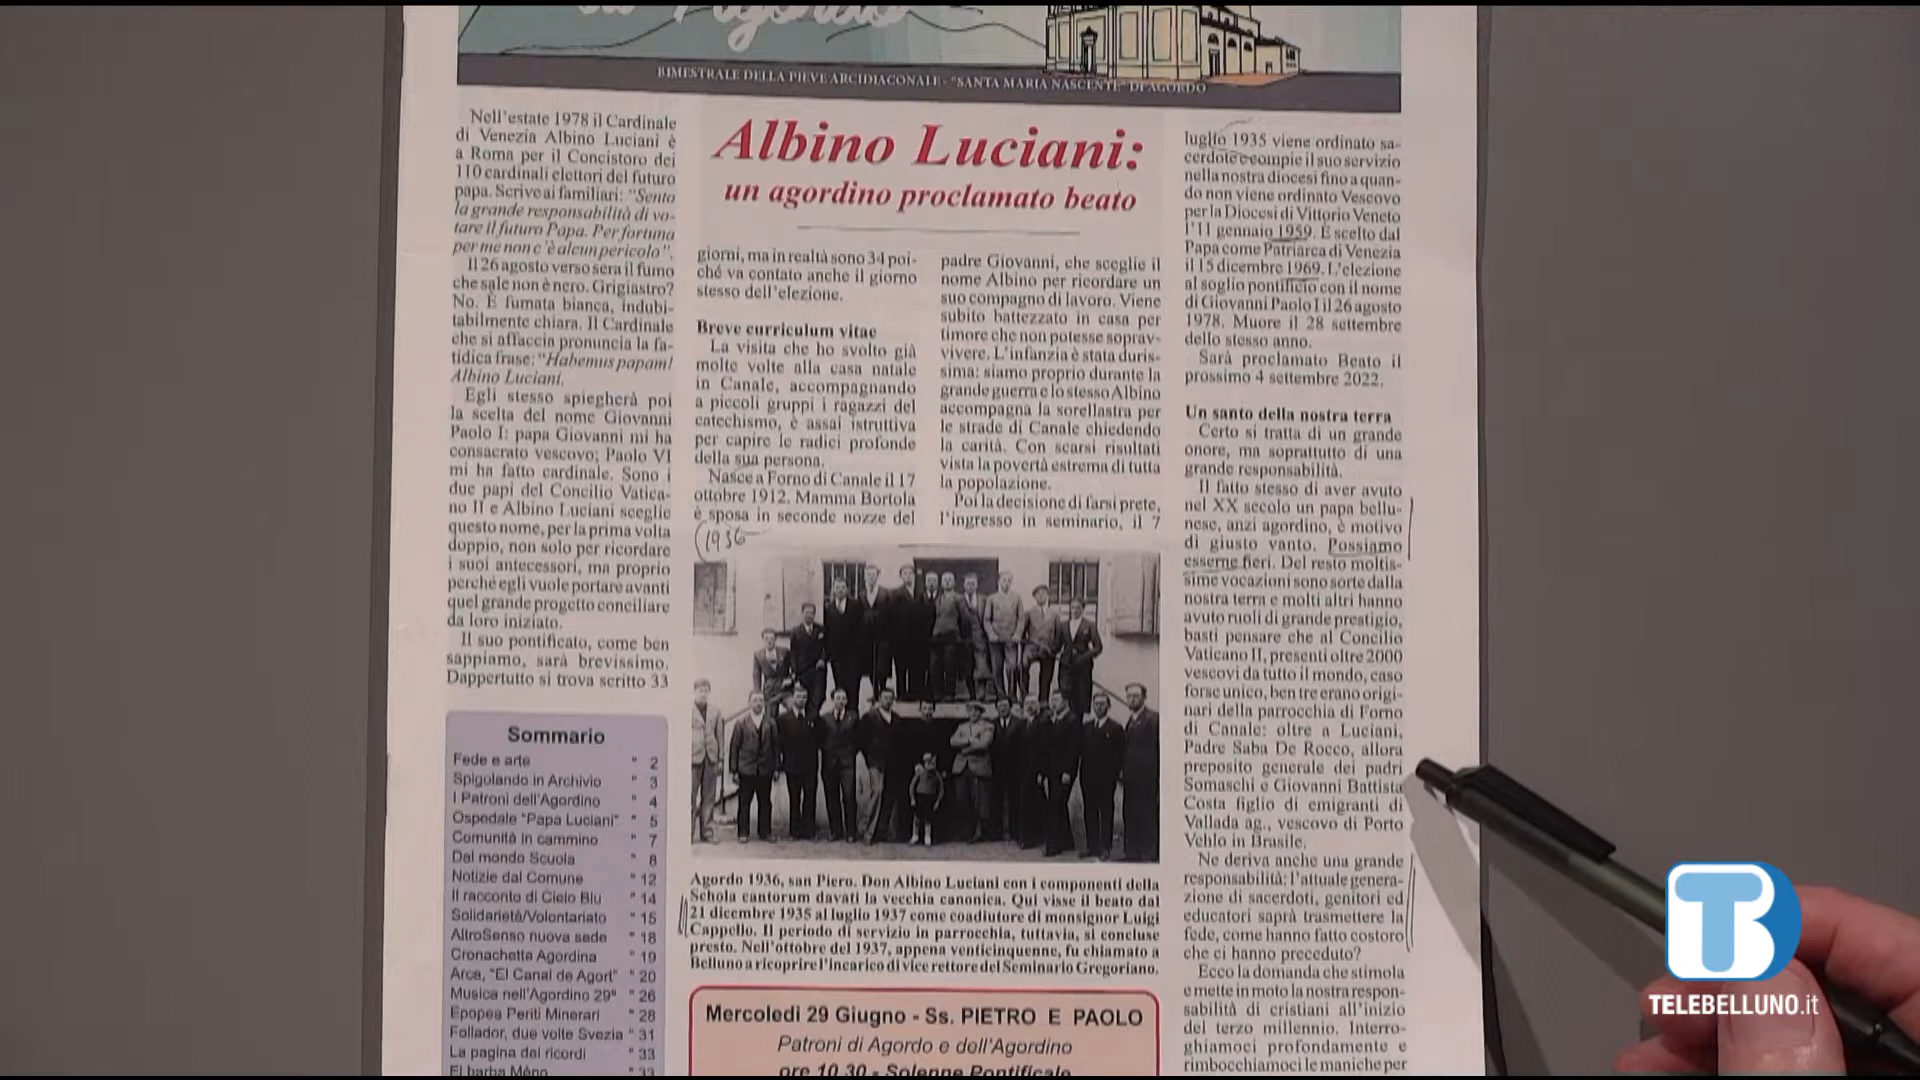 di Agordo
BIMESTRALE DELLA PIEVE ARCIDIACONALE - "SANTA MARIA NASCENTE" DI AGORDO
Nell'estate 1978 il Cardinale
di Venezia Albino Luciani è
a Roma per il Concistoro dei
110 cardinali elettori del futuro
papa. Scrive ai familiari: "Sento
la grande responsabilità di vo-
tare il futuro Papa. Per fortuna
per me non c'è alcun pericolo".
Il 26 agosto verso sera il fumo
che sale non è nero. Grigiastro?
No. È fumata bianca, indubi-
tabilmente chiara. Il Cardinale
che si affaccia pronuncia la fa-
tidica frase: "Habemus papam!
Albino Luciani.
Egli stesso spiegherà poi
la scelta del nome Giovanni
Paolo I: papa Giovanni mi ha
consacrato vescovo; Paolo VI
mi ha fatto cardinale. Sono i
due papi del Concilio Vatica-
no II e Albino Luciani sceglie
questo nome, per la prima volta
doppio, non solo per ricordare
i suoi antecessori, ma proprio
perché egli vuole portare avanti
quel grande progetto conciliare
da loro iniziato.
Il suo pontificato, come ben
sappiamo, sarà brevissimo.
Dappertutto si trova scritto 33
Sommario
Fede e arte " 2
Spigolando in Archivio " 3
I Patroni dell'Agordino " 4
Ospedale "Papa Luciani" " 5
Comunità in cammino " 7
Dal mondo Scuola " 8
Notizie dal Comune " 12
Il racconto di Cielo Blu " 14
Solidarietà/Volontariato " 15
AltroSenso nuova sede " 18
Cronachetta Agordina " 19
Arca, "El Canal de Agort" " 20
Musica nell'Agordino 29ª " 26
Epopea Periti Minerari " 28
Follador, due volte Svezia " 31
La pagina dei ricordi " 33
El barba Méno " 33
Albino Luciani:
un agordino proclamato beato
giorni, ma in realtà sono 34 poi-
ché va contato anche il giorno
stesso dell'elezione.
Breve curriculum vitae
La visita che ho svolto già
molte volte alla casa natale
in Canale, accompagnando
a piccoli gruppi i ragazzi del
catechismo, è assai istruttiva
per capire le radici profonde
della sua persona.
Nasce a Forno di Canale il 17
ottobre 1912. Mamma Bortola
è sposa in seconde nozze del
padre Giovanni, che sceglie il
nome Albino per ricordare un
suo compagno di lavoro. Viene
subito battezzato in casa per
timore che non potesse soprav-
vivere. L'infanzia è stata duris-
sima: siamo proprio durante la
grande guerra e lo stesso Albino
accompagna la sorellastra per
le strade di Canale chiedendo
la carità. Con scarsi risultati
vista la povertà estrema di tutta
la popolazione.
Poi la decisione di farsi prete,
l'ingresso in seminario, il 7
1936
Agordo 1936, san Piero. Don Albino Luciani con i componenti della
Schola cantorum davati la vecchia canonica. Qui visse il beato dal
21 dicembre 1935 al luglio 1937 come coadiutore di monsignor Luigi
Cappello. Il periodo di servizio in parrocchia, tuttavia, si concluse
presto. Nell'ottobre del 1937, appena venticinquenne, fu chiamato a
Belluno a ricoprire l'incarico di vice rettore del Seminario Gregoriano.
Mercoledì 29 Giugno - Ss. PIETRO E PAOLO
Patroni di Agordo e dell'Agordino
ore 10.30 - Solenne Pontificale
luglio 1935 viene ordinato sa-
cerdote e compie il suo servizio
nella nostra diocesi fino a quan-
do non viene ordinato Vescovo
per la Diocesi di Vittorio Veneto
l'11 gennaio 1959. È scelto dal
Papa come Patriarca di Venezia
il 15 dicembre 1969. L'elezione
al soglio pontificio con il nome
di Giovanni Paolo I il 26 agosto
1978. Muore il 28 settembre
dello stesso anno.
Sarà proclamato Beato il
prossimo 4 settembre 2022.
Un santo della nostra terra
Certo si tratta di un grande
onore, ma soprattutto di una
grande responsabilità.
Il fatto stesso di aver avuto
nel XX secolo un papa bellu-
nese, anzi agordino, è motivo
di giusto vanto. Possiamo
esserne fieri. Del resto moltis-
sime vocazioni sono sorte dalla
nostra terra e molti altri hanno
avuto ruoli di grande prestigio,
basti pensare che al Concilio
Vaticano II, presenti oltre 2000
vescovi da tutto il mondo, caso
forse unico, ben tre erano origi-
nari della parrocchia di Forno
di Canale: oltre a Luciani,
Padre Saba De Rocco, allora
preposito generale dei padri
Somaschi e Giovanni Battista
Costa figlio di emigranti di
Vallada ag., vescovo di Porto
Vehlo in Brasile.
Ne deriva anche una grande
responsabilità: l'attuale genera-
zione di sacerdoti, genitori ed
educatori saprà trasmettere la
fede, come hanno fatto costoro
che ci hanno preceduto?
Ecco la domanda che stimola
e mette in moto la nostra respon-
sabilità di cristiani all'inizio
del terzo millennio. Interro-
ghiamoci profondamente e
rimbocchiamoci le maniche per
TB
TELEBELLUNO.it